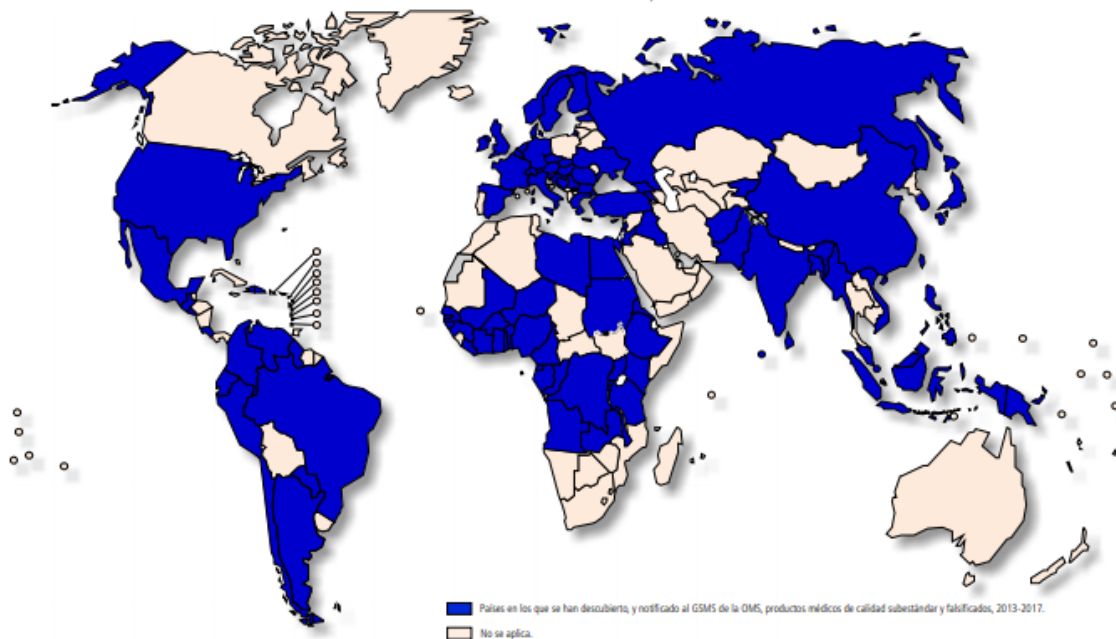 Países en los que se han descubierto, y notificado al GSMS de la OMS, productos médicos de calidad subestándar y falsificados, 2013-2017.
No se aplica.